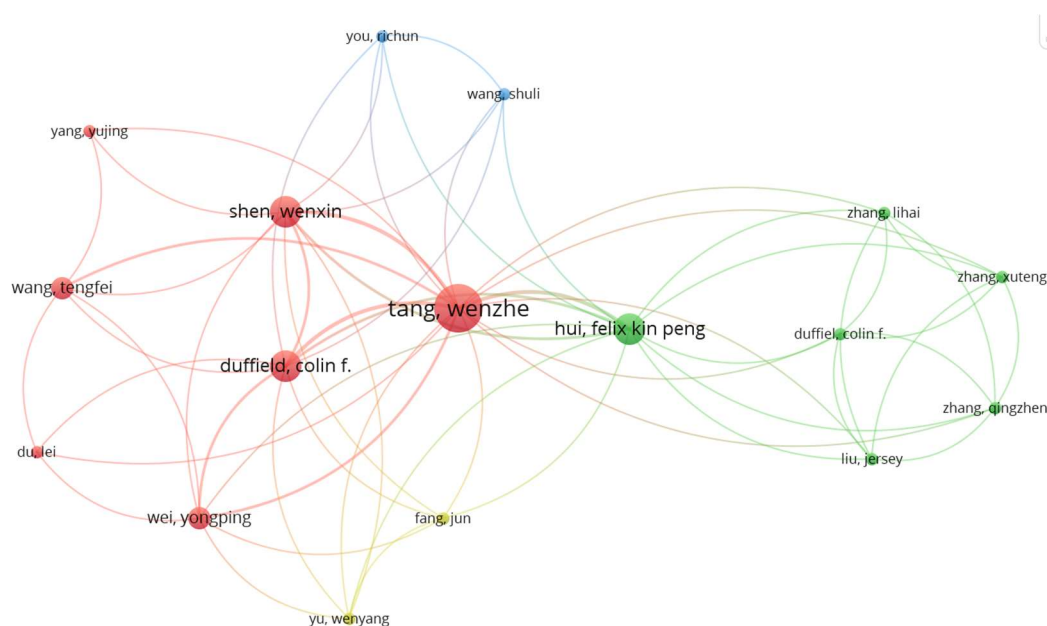 you, richun
wang, shuli
yang, yujing
shen, wenxin
zhang, lihai
wang, tengfei
zhang, xuteng
tang, wenzhe
hui, felix kin peng
duffiel, colin f.
duffield, colin f.
zhang, qingzhen
du, lei
liu, jersey
wei, yongping
fang, jun
yu, wenyang